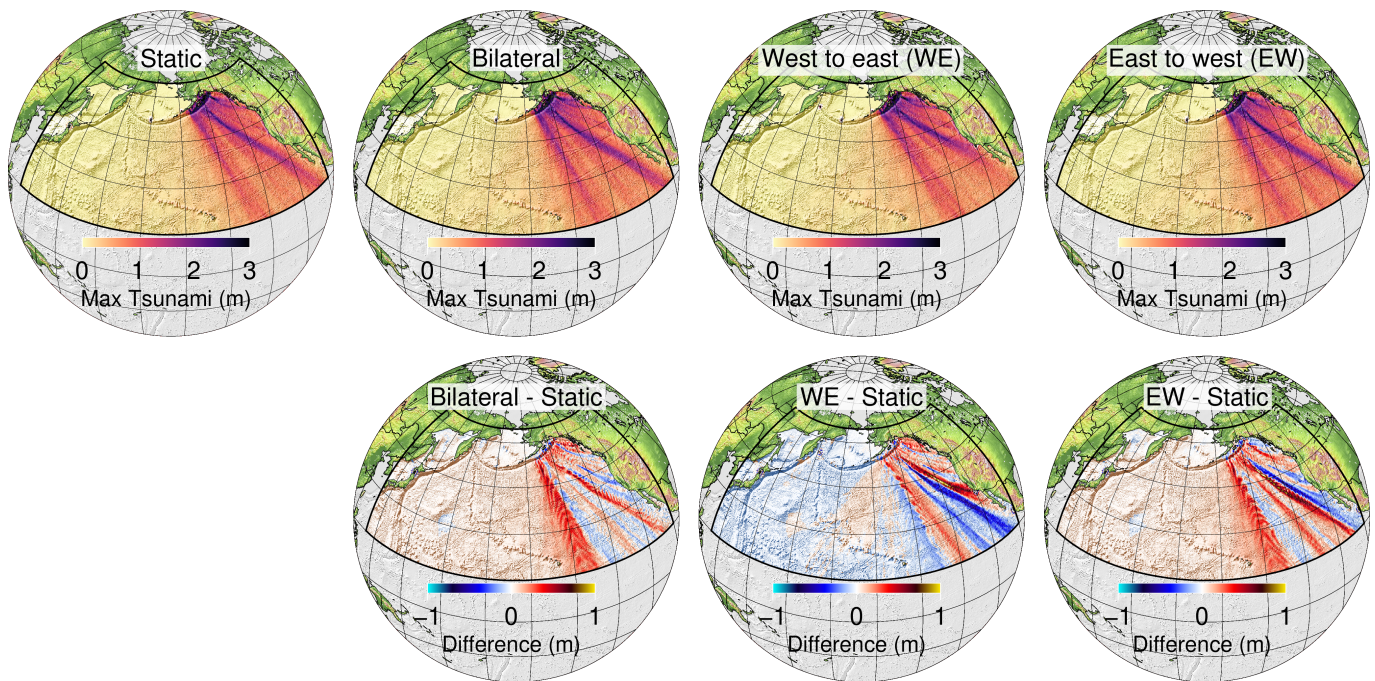 Static
Bilateral
West to east (WE)
East to west (EW)
0 1 2 3
Max Tsunami (m)
0 1 2 3
Max Tsunami (m)
0 1 2 3
Max Tsunami (m)
0 1 2 3
Max Tsunami (m)
Bilateral - Static
WE - Static
EW - Static
−1 0 1
Difference (m)
−1 0 1
Difference (m)
−1 0 1
Difference (m)